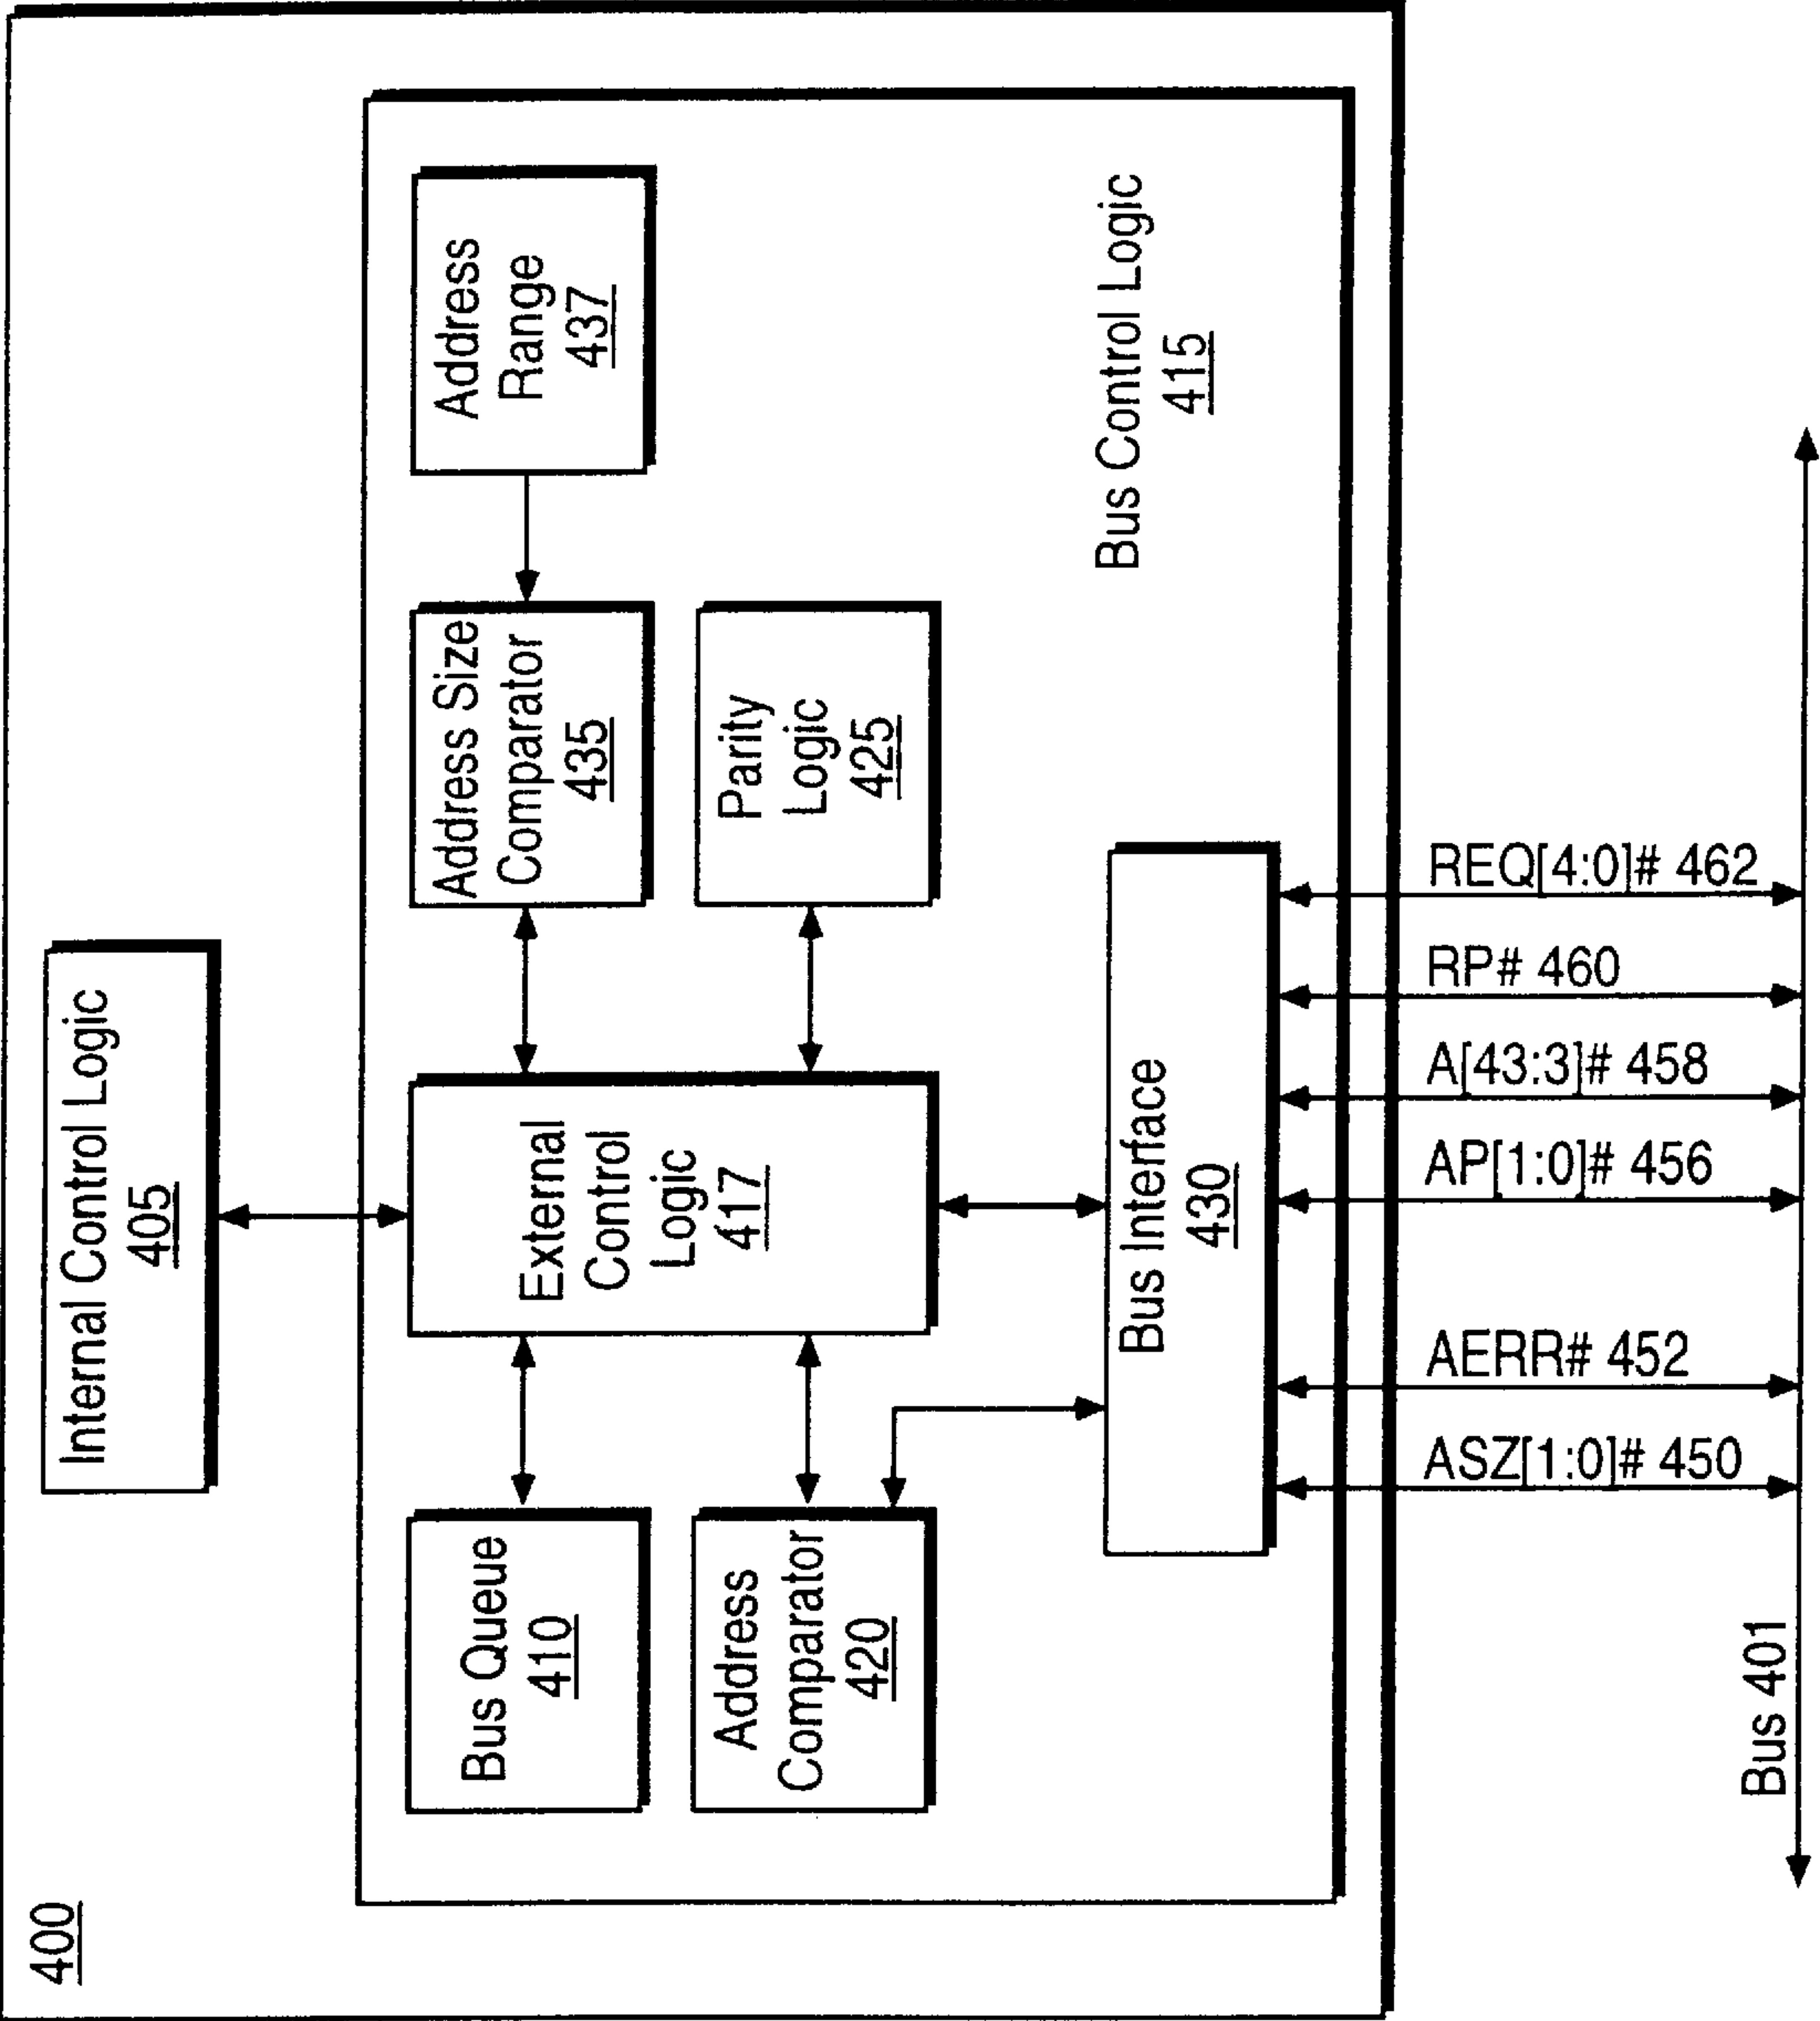 400
Internal Control Logic
405
Bus Queue
410
External
Control
Logic
417
Address Size
Comparator
435
Address
Range
437
Address
Comparator
420
Parity
Logic
425
Bus Interface
430
Bus Control Logic
415
ASZ[1:0]# 450
AERR# 452
AP[1:0]# 456
A[43:3]# 458
RP# 460
REQ[4:0]# 462
Bus 401